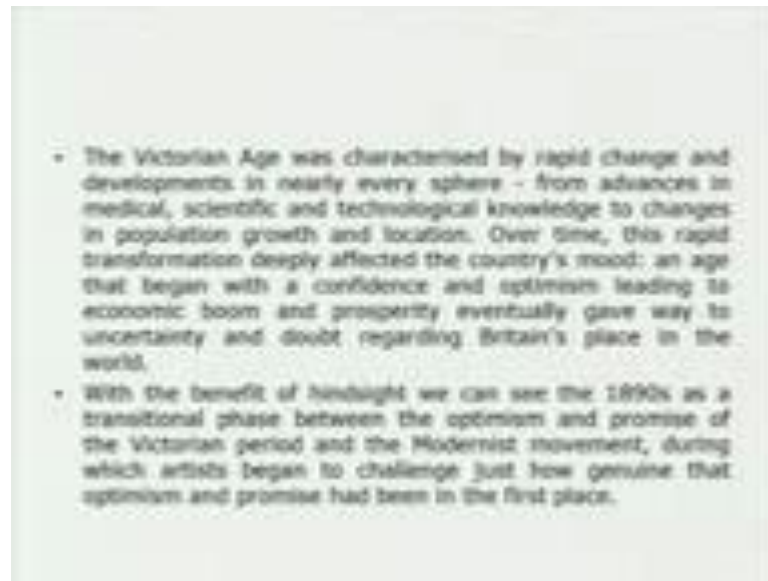 • The Victorian Age was characterised by rapid change and
developments in nearly every sphere - from advances in
medical, scientific and technological knowledge to changes
in population growth and location. Over time, this rapid
transformation deeply affected the country's mood: an age
that began with a confidence and optimism leading to
economic boom and prosperity eventually gave way to
uncertainty and doubt regarding Britain's place in the
world.
• With the benefit of hindsight we can see the 1890s as a
transitional phase between the optimism and promise of
the Victorian period and the Modernist movement, during
which artists began to challenge just how genuine that
optimism and promise had been in the first place.